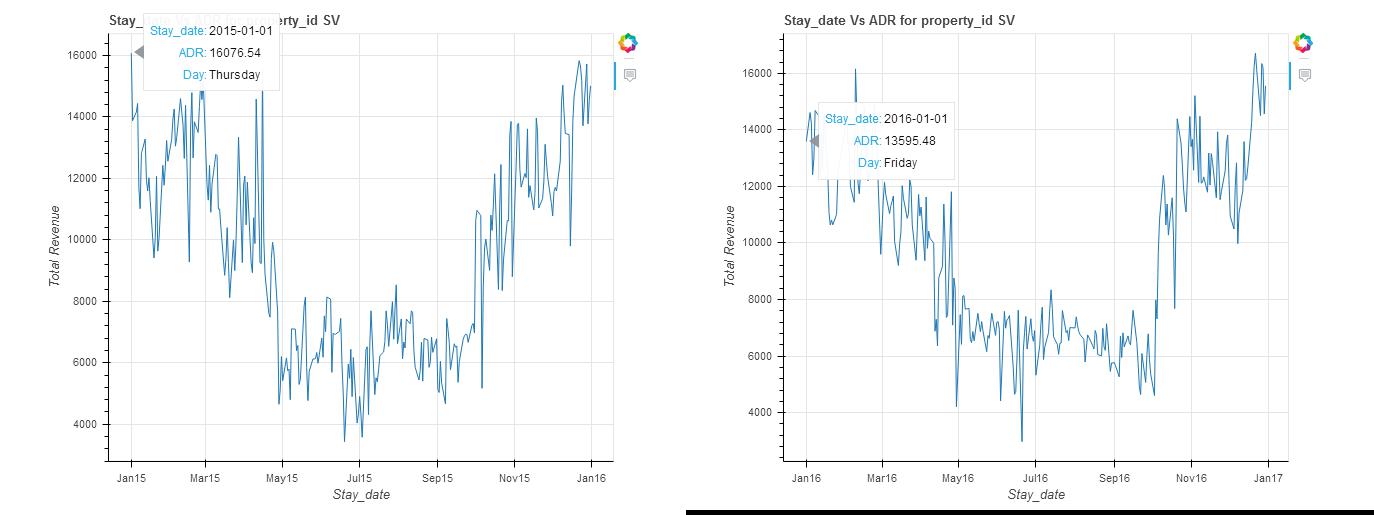 Stay_ for property_id SV
Stay_date: 2015-01-01
ADR: 16076.54
Day: Thursday
16000
14000
12000
10000
8000
6000
4000
Total Revenue
Jan15 Mar15 May15 Jul15 Sep15 Nov15 Jan16
Stay_date
Stay_date Vs ADR for property_id SV
Stay_date: 2016-01-01
ADR: 13595.48
Day: Friday
16000
14000
12000
10000
8000
6000
4000
Total Revenue
Jan16 Mar16 May16 Jul16 Sep16 Nov16 Jan17
Stay_date